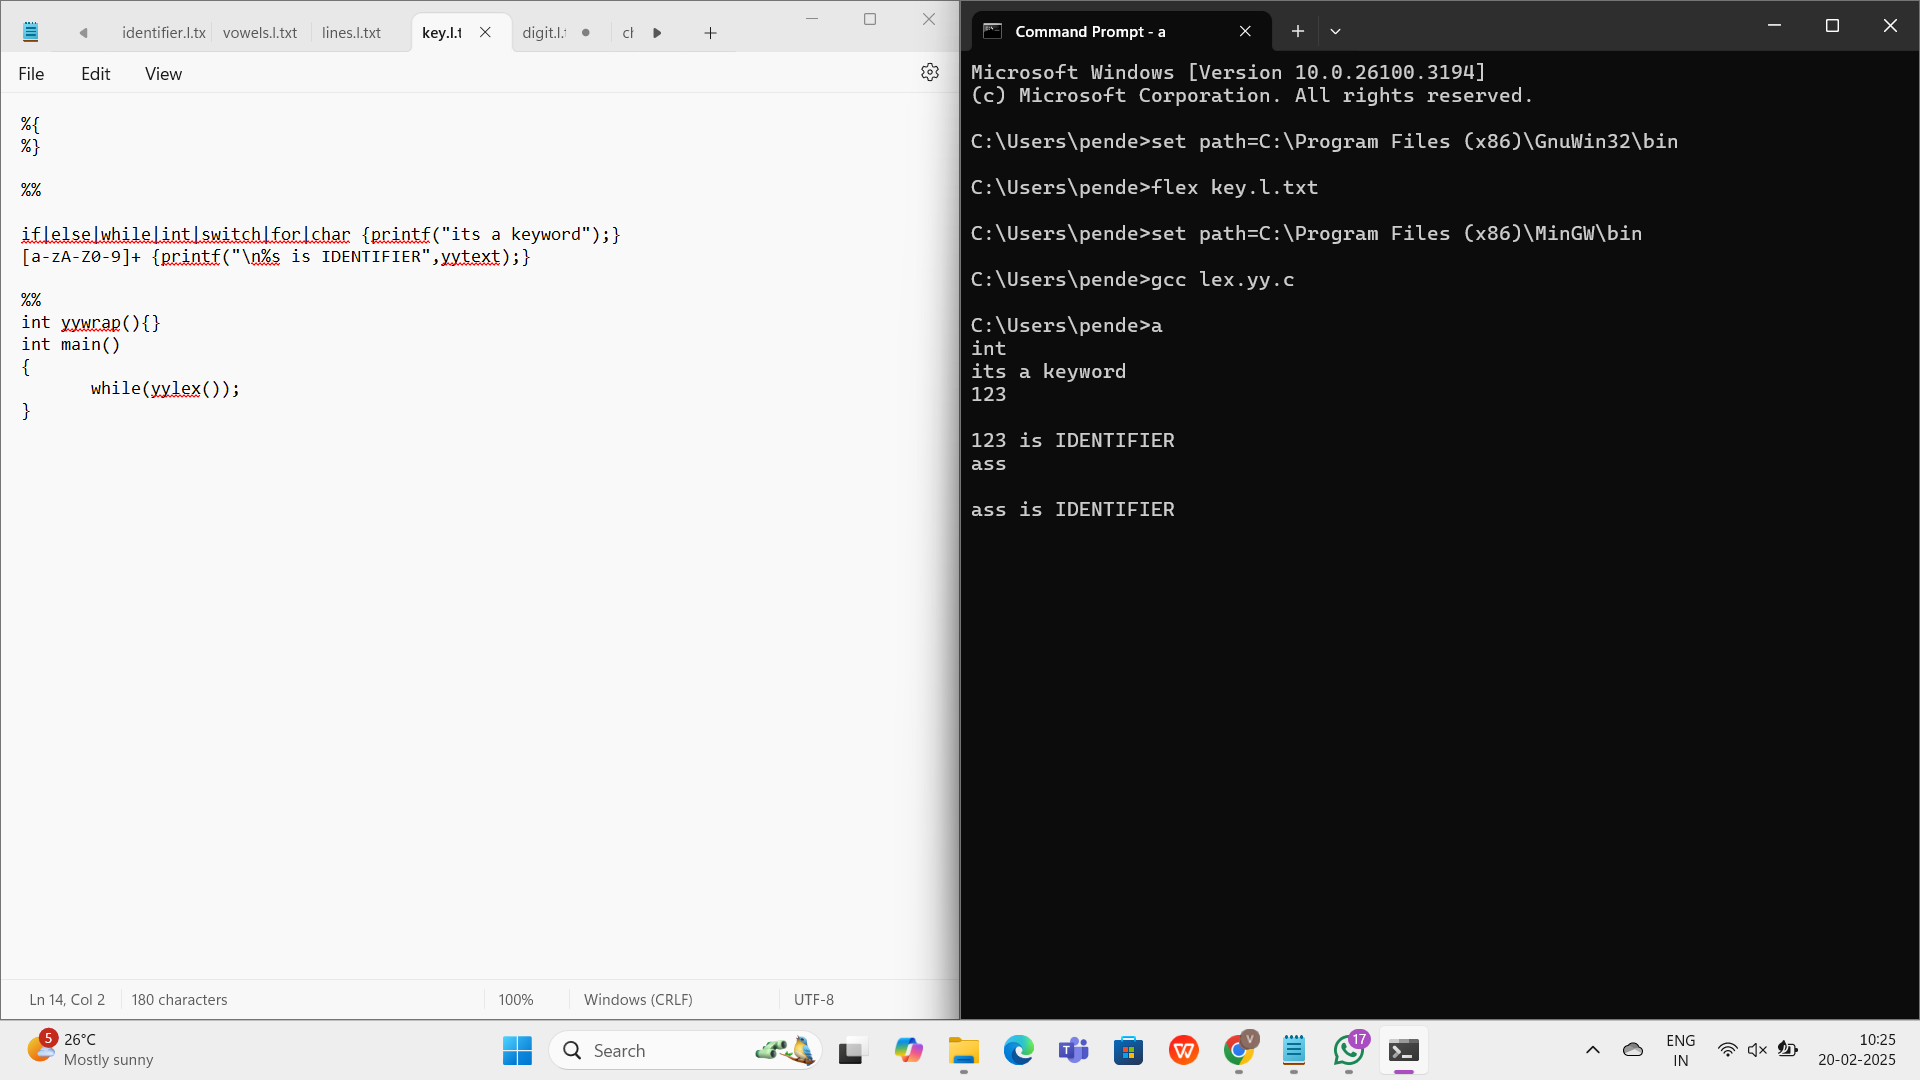 identifier.l.tx vowels.l.txt lines.l.txt key.l.t digit.l.
File Edit View
%{
%}
%%
if|else|while|int|switch|for|char {printf("its a keyword");}
[a-zA-Z0-9]+ {printf("\n%s is IDENTIFIER",yytext);}
%%
int yywrap(){}
int main()
{
while(yylex());
}
Ln 14, Col 2 180 characters 100% Windows (CRLF) UTF-8
Command Prompt - a
Microsoft Windows [Version 10.0.26100.3194]
(c) Microsoft Corporation. All rights reserved.
C:\Users\pende>set path=C:\Program Files (x86)\GnuWin32\bin
C:\Users\pende>flex key.l.txt
C:\Users\pende>set path=C:\Program Files (x86)\MinGW\bin
C:\Users\pende>gcc lex.yy.c
C:\Users\pende>a
int
its a keyword
123
123 is IDENTIFIER
ass
ass is IDENTIFIER
5
26°C
Mostly sunny
Search
V
17
ENG
IN
10:25
20-02-2025